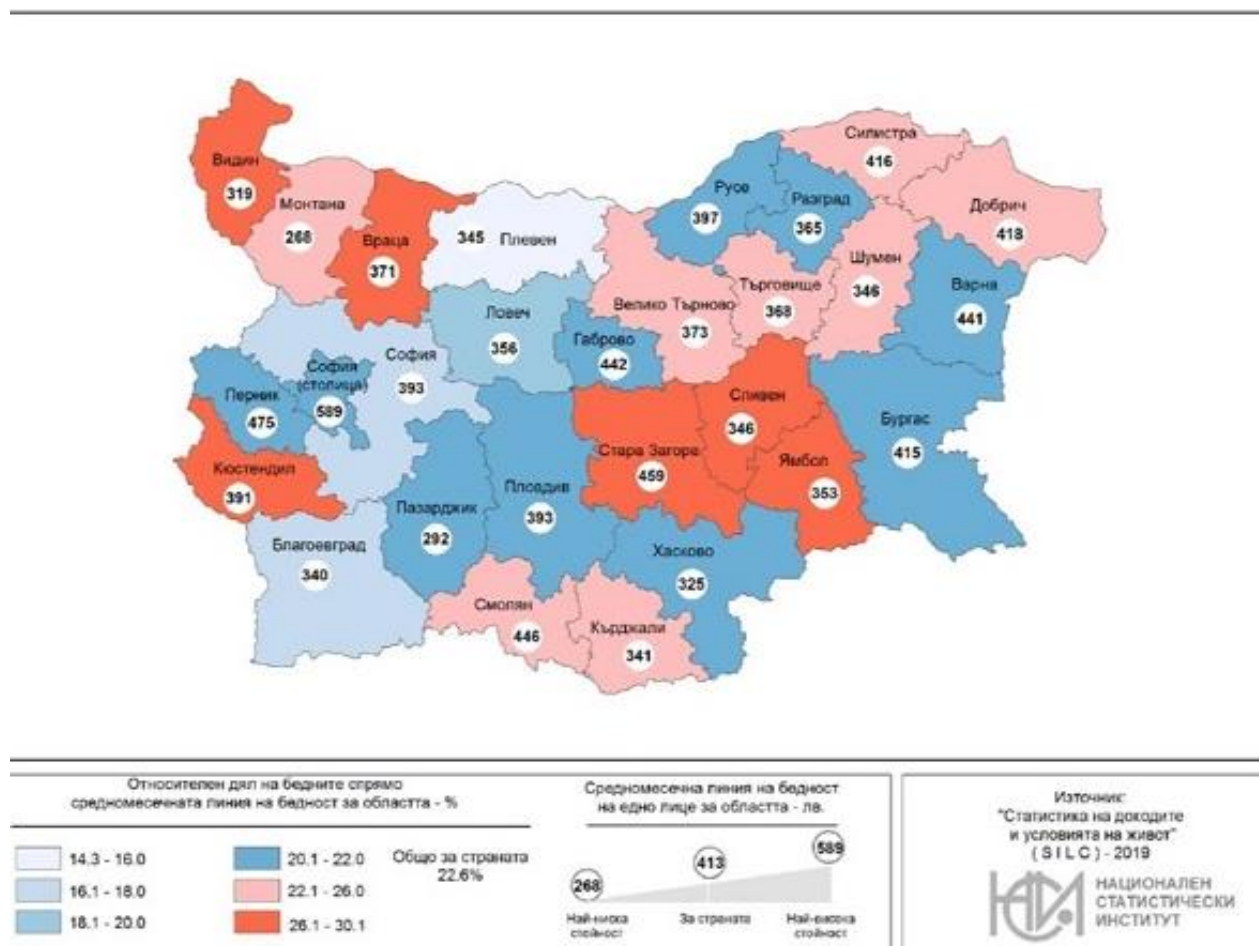 Силистра
416
Видин
319
Русе
397
Разград
365
Добрич
418
Монтана
268
Враца
371
345 Плевен
Шумен
346
Търговище
368
Варна
441
Велико Търново
373
Ловеч
356
Габрово
442
София
393
София
(столица)
589
Перник
475
Сливен
346
Бургас
415
Стара Загора
459
Ямбол
353
Кюстендил
391
Пловдив
393
Пазарджик
292
Благоевград
340
Хасково
325
Смолян
446
Кърджали
341
Относителен дял на бедните спрямо
средномесечната линия на бедност за областта - %
14.3 - 16.0
16.1 - 18.0
18.1 - 20.0
20.1 - 22.0
22.1 - 26.0
26.1 - 30.1
Общо за страната
22.6%
Средномесечна линия на бедност
на едно лице за областта - лв.
268
413
589
Най-ниска
стойност
За страната
Най-висока
стойност
Източник:
"Статистика на доходите
и условията на живот"
( S I L C ) - 2019
НСИ
НАЦИОНАЛЕН
СТАТИСТИЧЕСКИ
ИНСТИТУТ